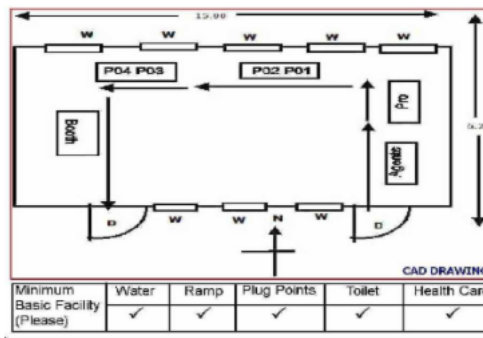 15.00
W W W W W
P04 P03 P02 P01
Pro
Booth
Agents
D W W N W D
CAD DRAWING
Minimum Basic Facility (Please) Water Ramp Plug Points Toilet Health Care
✓ ✓ ✓ ✓ ✓